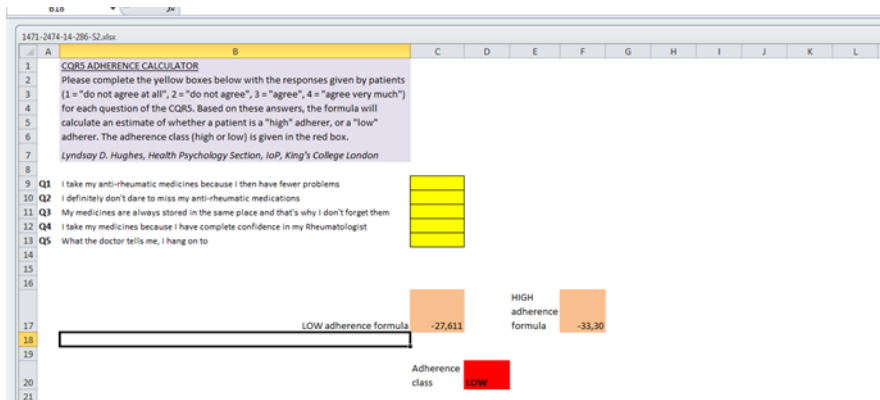 B18
1471-2474-14-286-S2.xlsx
A B C D E F G H I J K L
1 CQR5 ADHERENCE CALCULATOR
2 Please complete the yellow boxes below with the responses given by patients
3 (1 = "do not agree at all", 2 = "do not agree", 3 = "agree", 4 = "agree very much")
4 for each question of the CQR5. Based on these answers, the formula will
5 calculate an estimate of whether a patient is a "high" adherer, or a "low"
6 adherer. The adherence class (high or low) is given in the red box.
7 Lyndsay D. Hughes, Health Psychology Section, IoP, King's College London
8
9 Q1 I take my anti-rheumatic medicines because I then have fewer problems
10 Q2 I definitely don't dare to miss my anti-rheumatic medications
11 Q3 My medicines are always stored in the same place and that's why I don't forget them
12 Q4 I take my medicines because I have complete confidence in my Rheumatologist
13 Q5 What the doctor tells me, I hang on to
14
15
16
HIGH
adherence
17 LOW adherence formula -27,611 formula -33,30
18
19
Adherence
20 class LOW
21